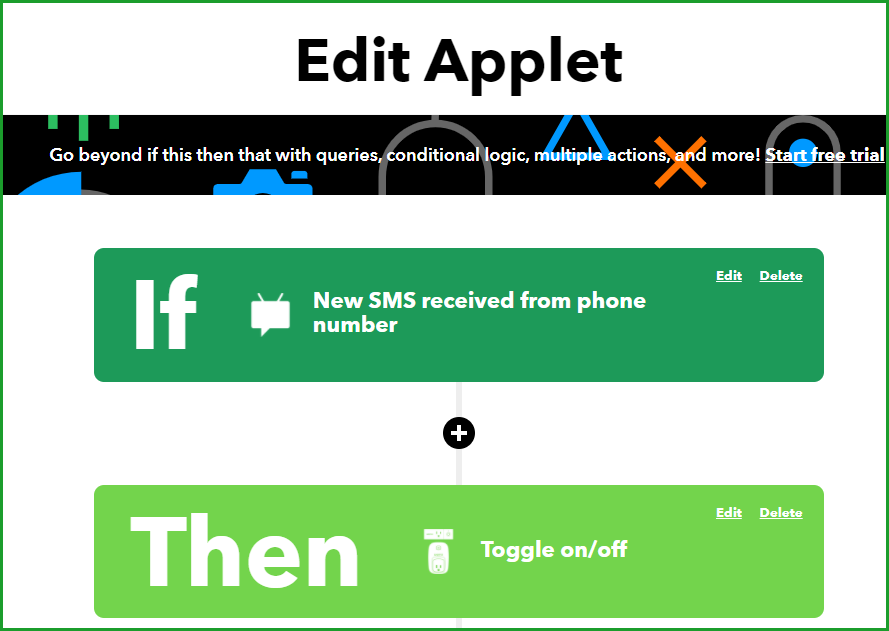 Edit Applet
Go beyond if this then that with queries, conditional logic, multiple actions, and more! Start free trial
If
New SMS received from phone
number
Edit Delete
Then
Toggle on/off
Edit Delete